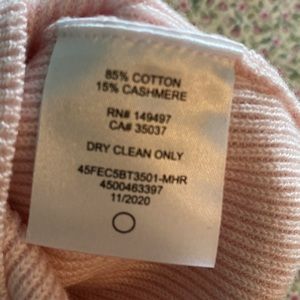 85% COTTON
15% CASHMERE
RN# 149497
CA# 35037
DRY CLEAN ONLY
45FEC5BT3501-MHR
4500463397
11/2020